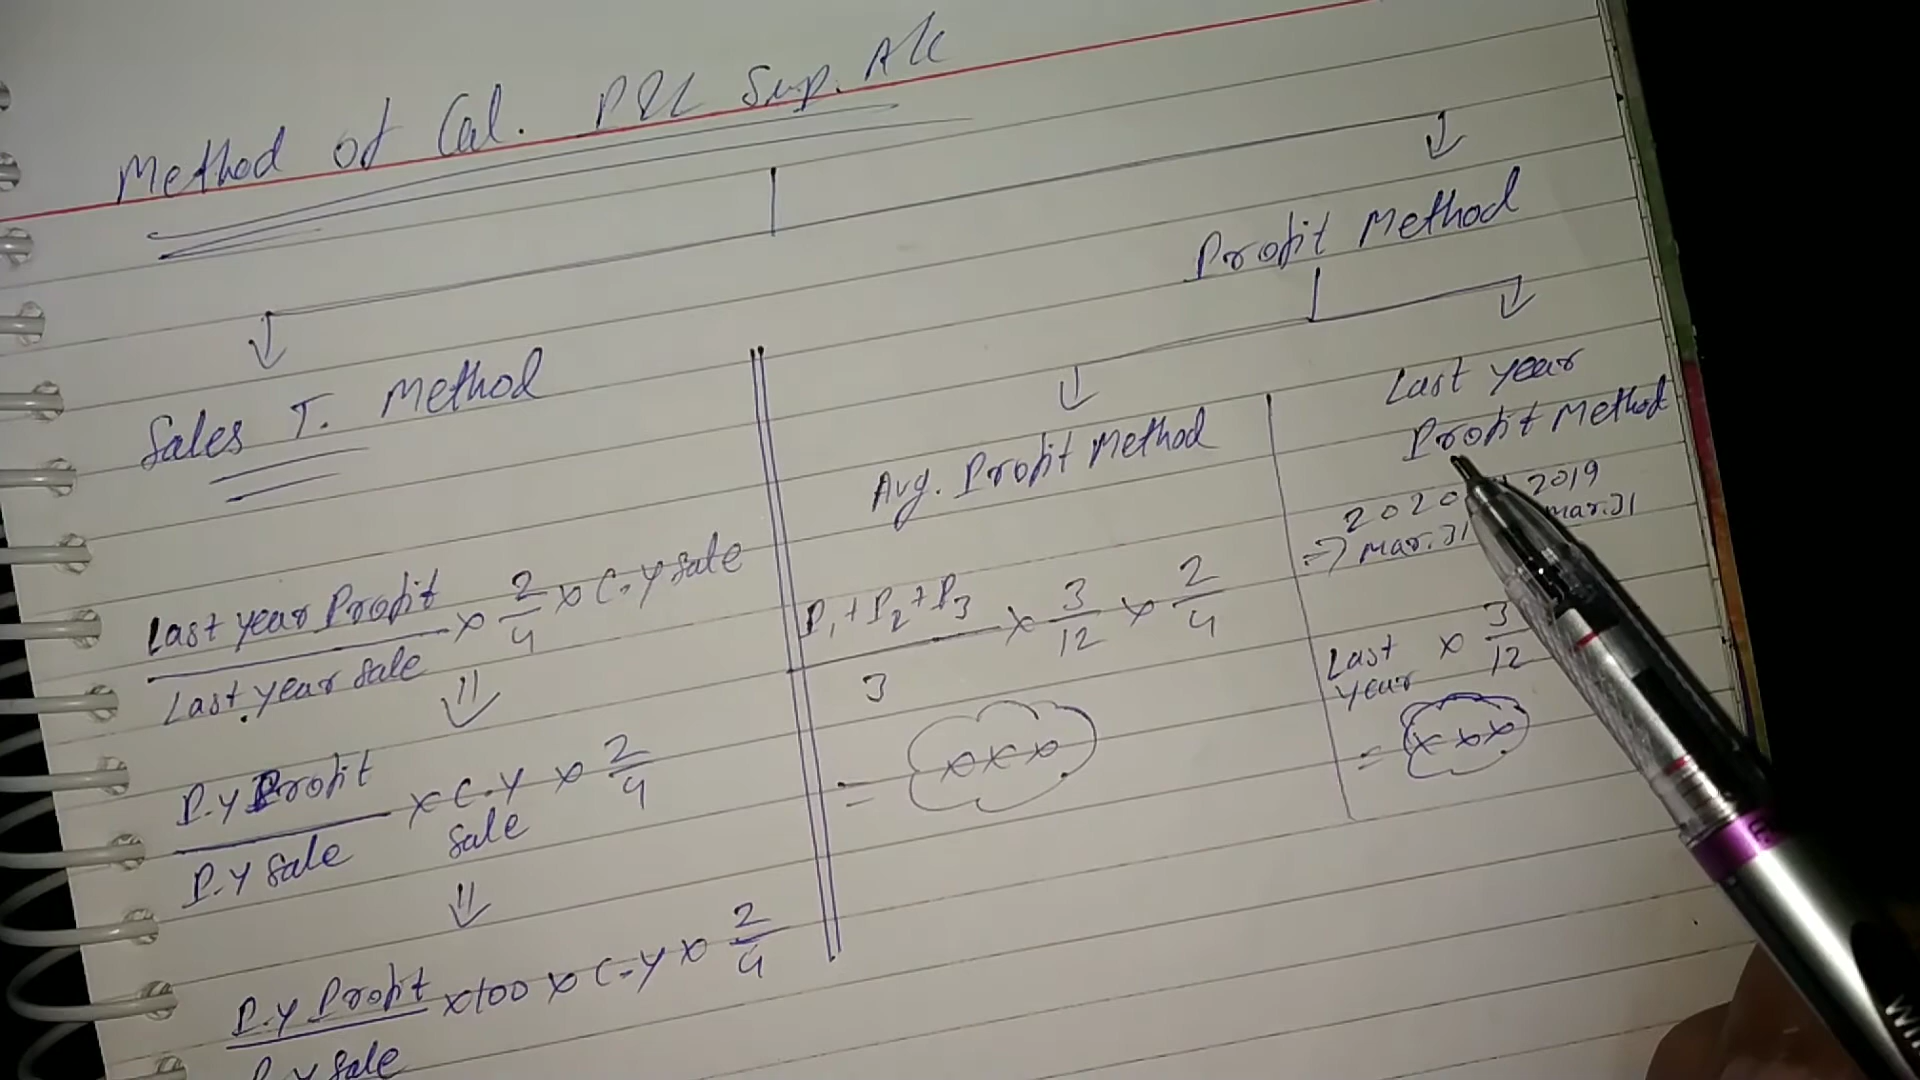 Method of Cal. P&L Sup. A/c
Sales T. Method
Last year Profit / Last year Sale × 2/4 × C.Y Sale
P.Y Profit / P.Y Sale × C.Y Sale × 2/4
P.Y Profit / P.Y Sale ×100 × C.Y × 2/4
Profit Method
Avg. Profit Method
P1 + P2 + P3 / 3 × 3/12 × 2/4
= xxx
Last year
Profit Method
2020 2019
=> Mar.31 Mar.31
Last year × 3/12
= xxx